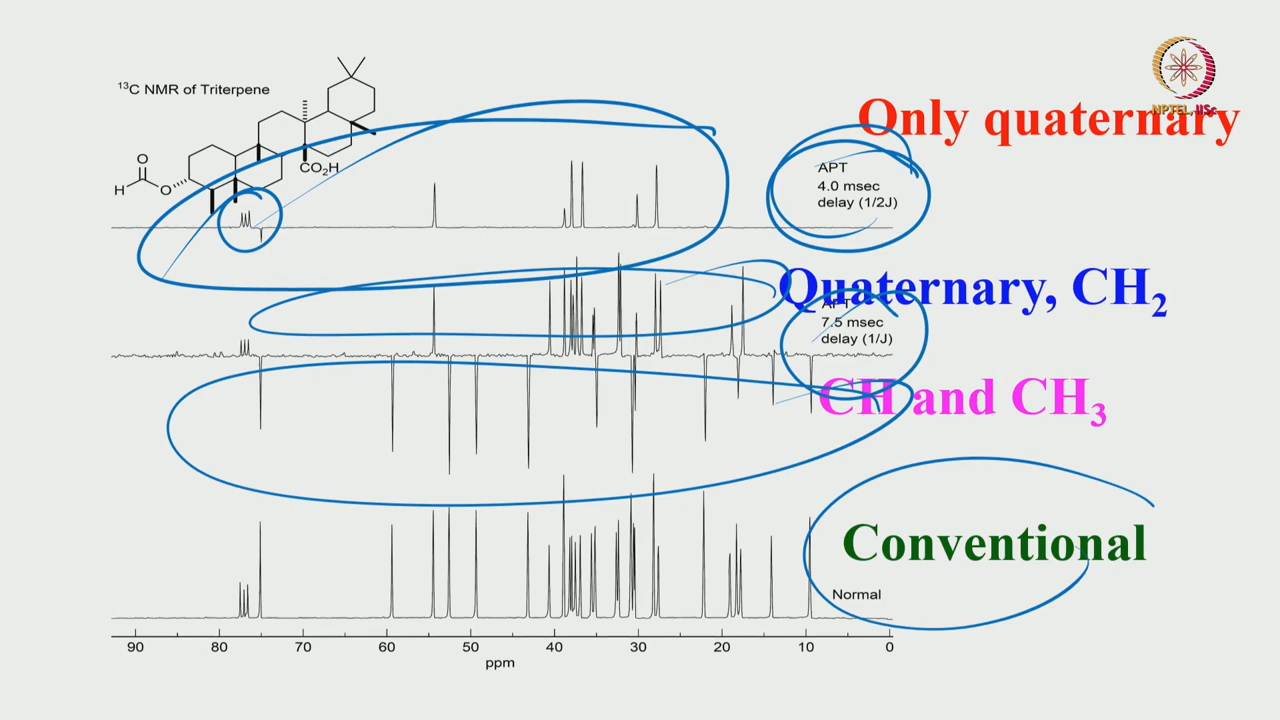 ¹³C NMR of Triterpene
O
H
O
CO₂H
NPTEL, IISc
Only quaternary
APT
4.0 msec
delay (1/2J)
Quaternary, CH₂
APT
7.5 msec
delay (1/J)
CH and CH₃
Conventional
Normal
90 80 70 60 50 40 30 20 10 0
ppm